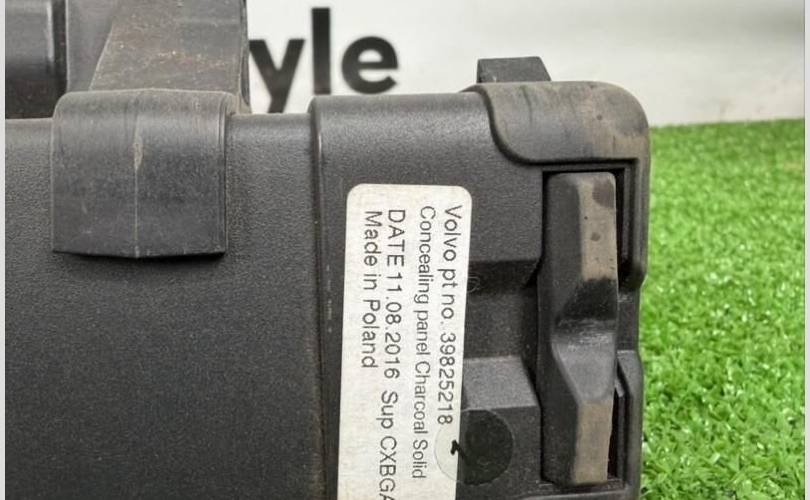 yle
Volvo pt no. 39825218
Concealing panel Charcoal Solid
DATE 11.08.2016 Sup CXBGA
Made in Poland